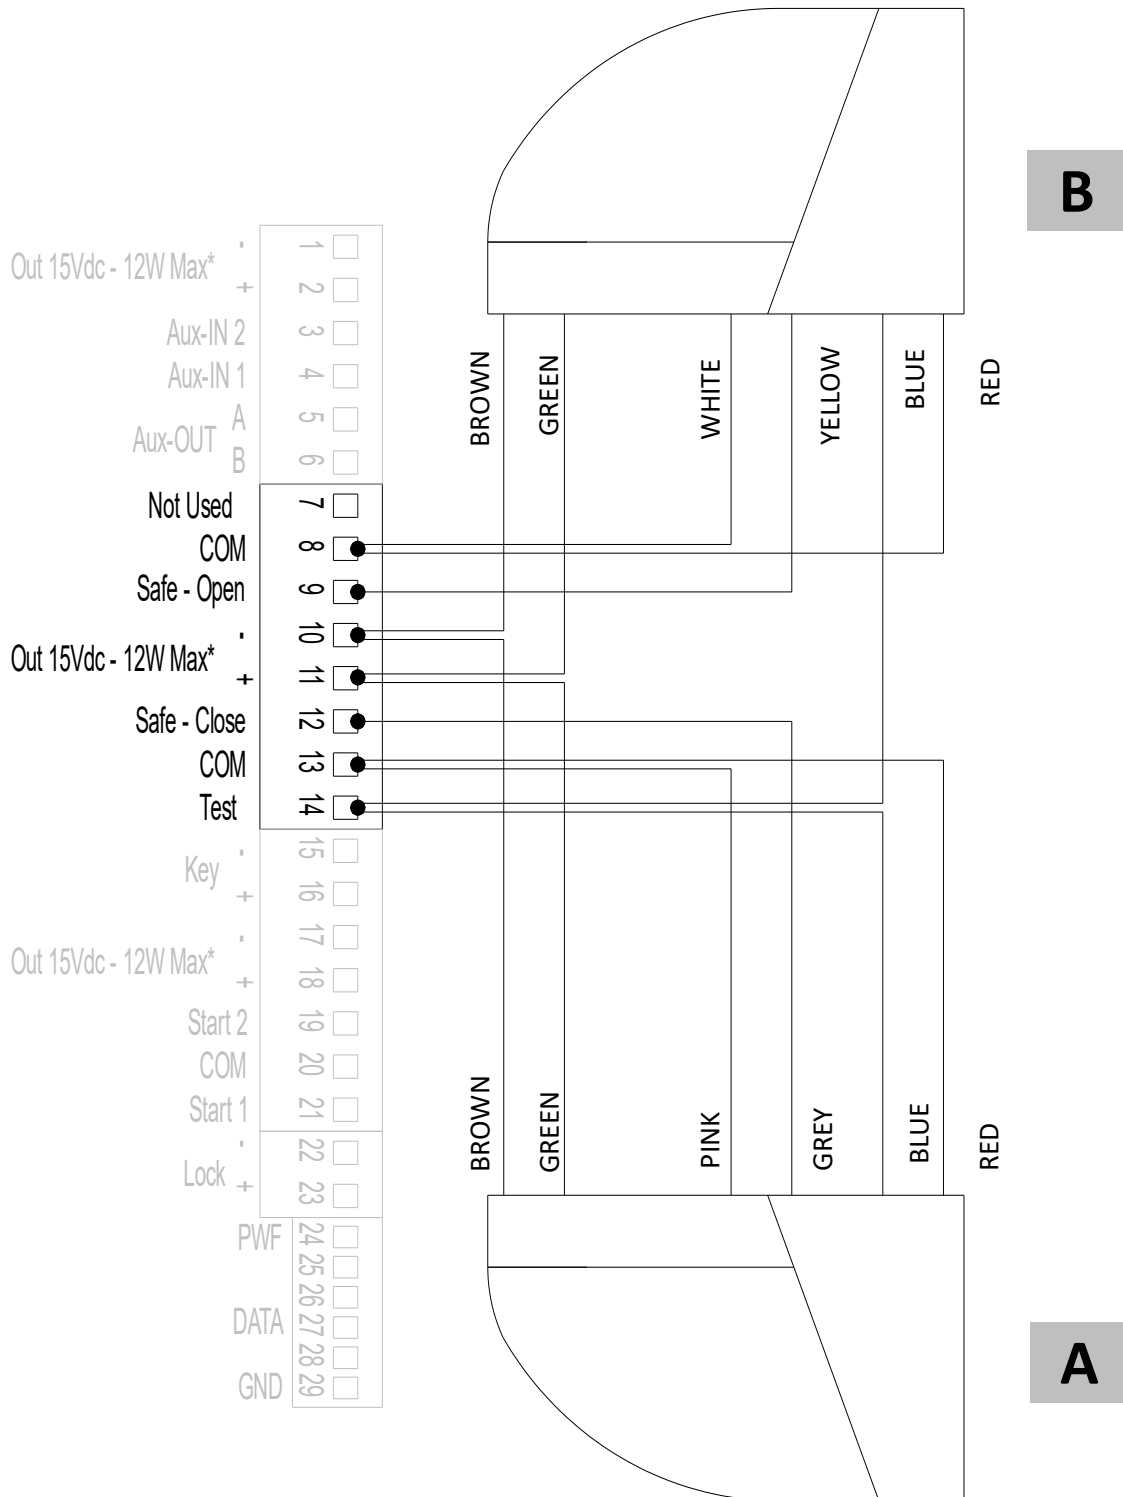 B
- 1
Out 15Vdc - 12W Max*
+ 2
Aux-IN 2 3
Aux-IN 1 4
A 5
Aux-OUT
B 6
Not Used 7
COM 8
Safe - Open 9
- 10
Out 15Vdc - 12W Max*
+ 11
Safe - Close 12
COM 13
Test 14
- 15
Key
+ 16
- 17
Out 15Vdc - 12W Max*
+ 18
Start 2 19
COM 20
Start 1 21
- 22
Lock
+ 23
PWF 24
25
26
DATA 27
28
GND 29
BROWN
GREEN
WHITE
YELLOW
BLUE
RED
BROWN
GREEN
PINK
GREY
BLUE
RED
A